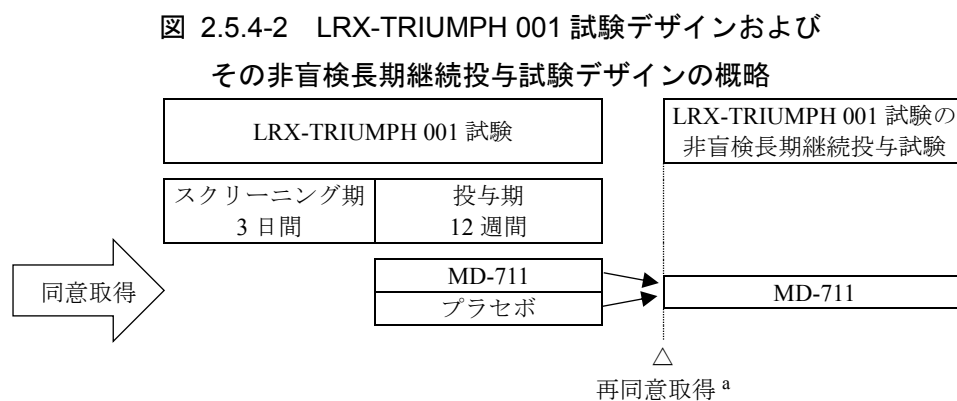 図 2.5.4-2 LRX-TRIUMPH 001 試験デザインおよび
その非盲検長期継続投与試験デザインの概略
LRX-TRIUMPH 001 試験
LRX-TRIUMPH 001 試験の
非盲検長期継続投与試験
スクリーニング期
3 日間
投与期
12 週間
同意取得
MD-711
プラセボ
MD-711
△
再同意取得 a